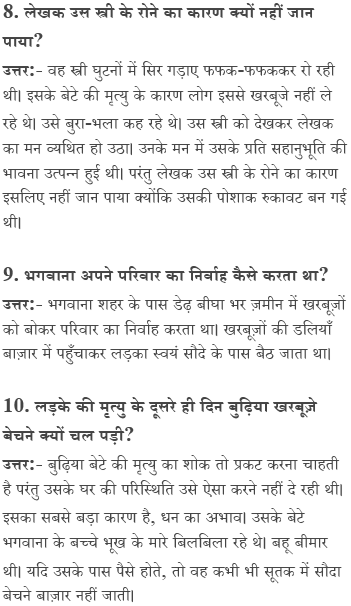 8. लेखक उस स्त्री के रोने का कारण क्यों नहीं जान
पाया?
उत्तर:- वह स्त्री घुटनों में सिर गड़ाए फफक-फफककर रो रही
थी। इसके बेटे की मृत्यु के कारण लोग इससे खरबूजे नहीं ले
रहे थे। उसे बुरा-भला कह रहे थे। उस स्त्री को देखकर लेखक
का मन व्यथित हो उठा। उनके मन में उसके प्रति सहानुभूति की
भावना उत्पन्न हुई थी। परंतु लेखक उस स्त्री के रोने का कारण
इसलिए नहीं जान पाया क्योंकि उसकी पोशाक रुकावट बन गई
थी।
9. भगवाना अपने परिवार का निर्वाह कैसे करता था?
उत्तर:- भगवाना शहर के पास डेढ़ बीघा भर ज़मीन में खरबूजों
को बोकर परिवार का निर्वाह करता था। खरबूज़ों की डलियाँ
बाज़ार में पहुँचाकर लड़का स्वयं सौदे के पास बैठ जाता था।
10. लड़के की मृत्यु के दूसरे ही दिन बुढ़िया खरबूज़े
बेचने क्यों चल पड़ी?
उत्तर:- बुढ़िया बेटे की मृत्यु का शोक तो प्रकट करना चाहती
है परंतु उसके घर की परिस्थिति उसे ऐसा करने नहीं दे रही थी।
इसका सबसे बड़ा कारण है, धन का अभाव। उसके बेटे
भगवाना के बच्चे भूख के मारे बिलबिला रहे थे। बहू बीमार
थी। यदि उसके पास पैसे होते, तो वह कभी भी सूतक में सौदा
बेचने बाज़ार नहीं जाती।